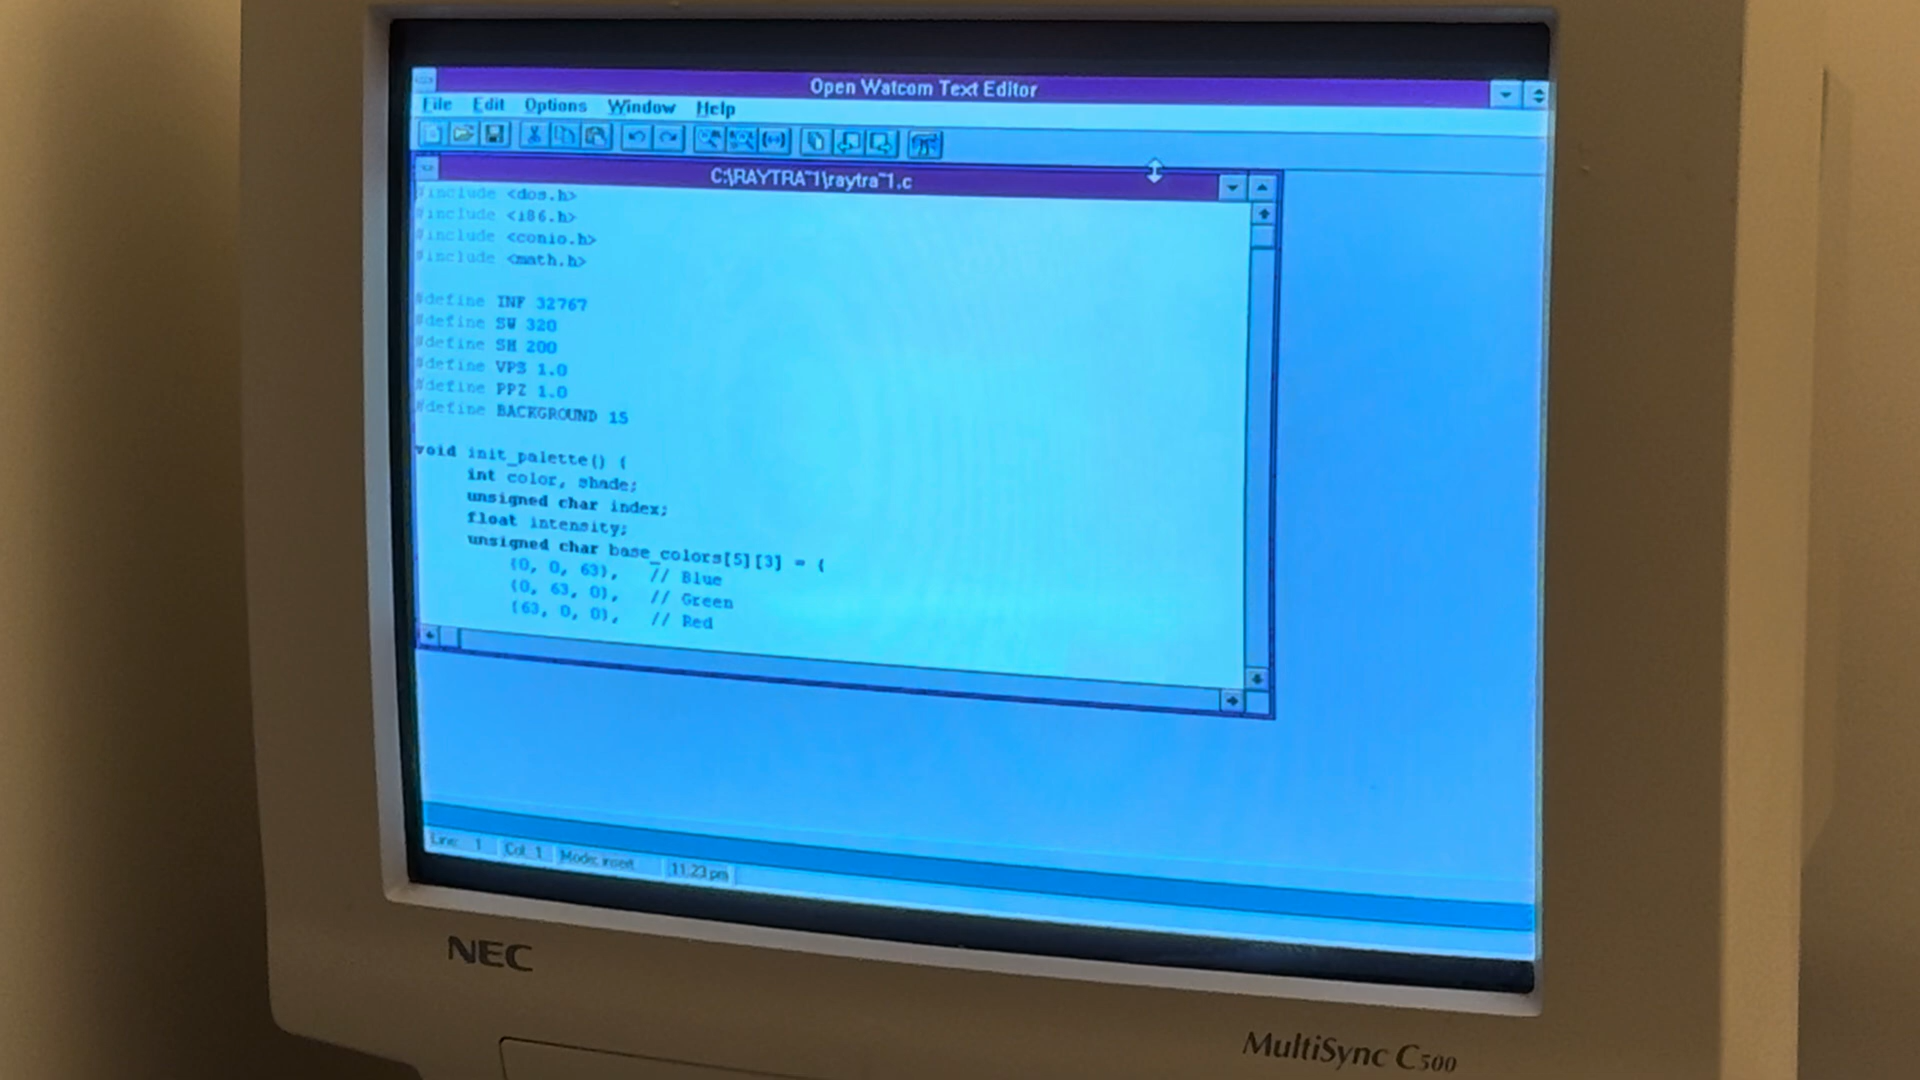 Open Watcom Text Editor
File Edit Options Window Help
C:\RAYTRA~1\raytra~1.c
#include <dos.h>
#include <i86.h>
#include <conio.h>
#include <math.h>
#define INF 32767
#define SW 320
#define SH 200
#define VPS 1.0
#define PPZ 1.0
#define BACKGROUND 15
void init_palette() {
int color, shade;
unsigned char index;
float intensity;
unsigned char base_colors[5][3] = {
{0, 0, 63}, // Blue
{0, 63, 0}, // Green
{63, 0, 0}, // Red
Line: 1 Col: 1 Mode: insert 11:23 pm
NEC
MultiSync C500